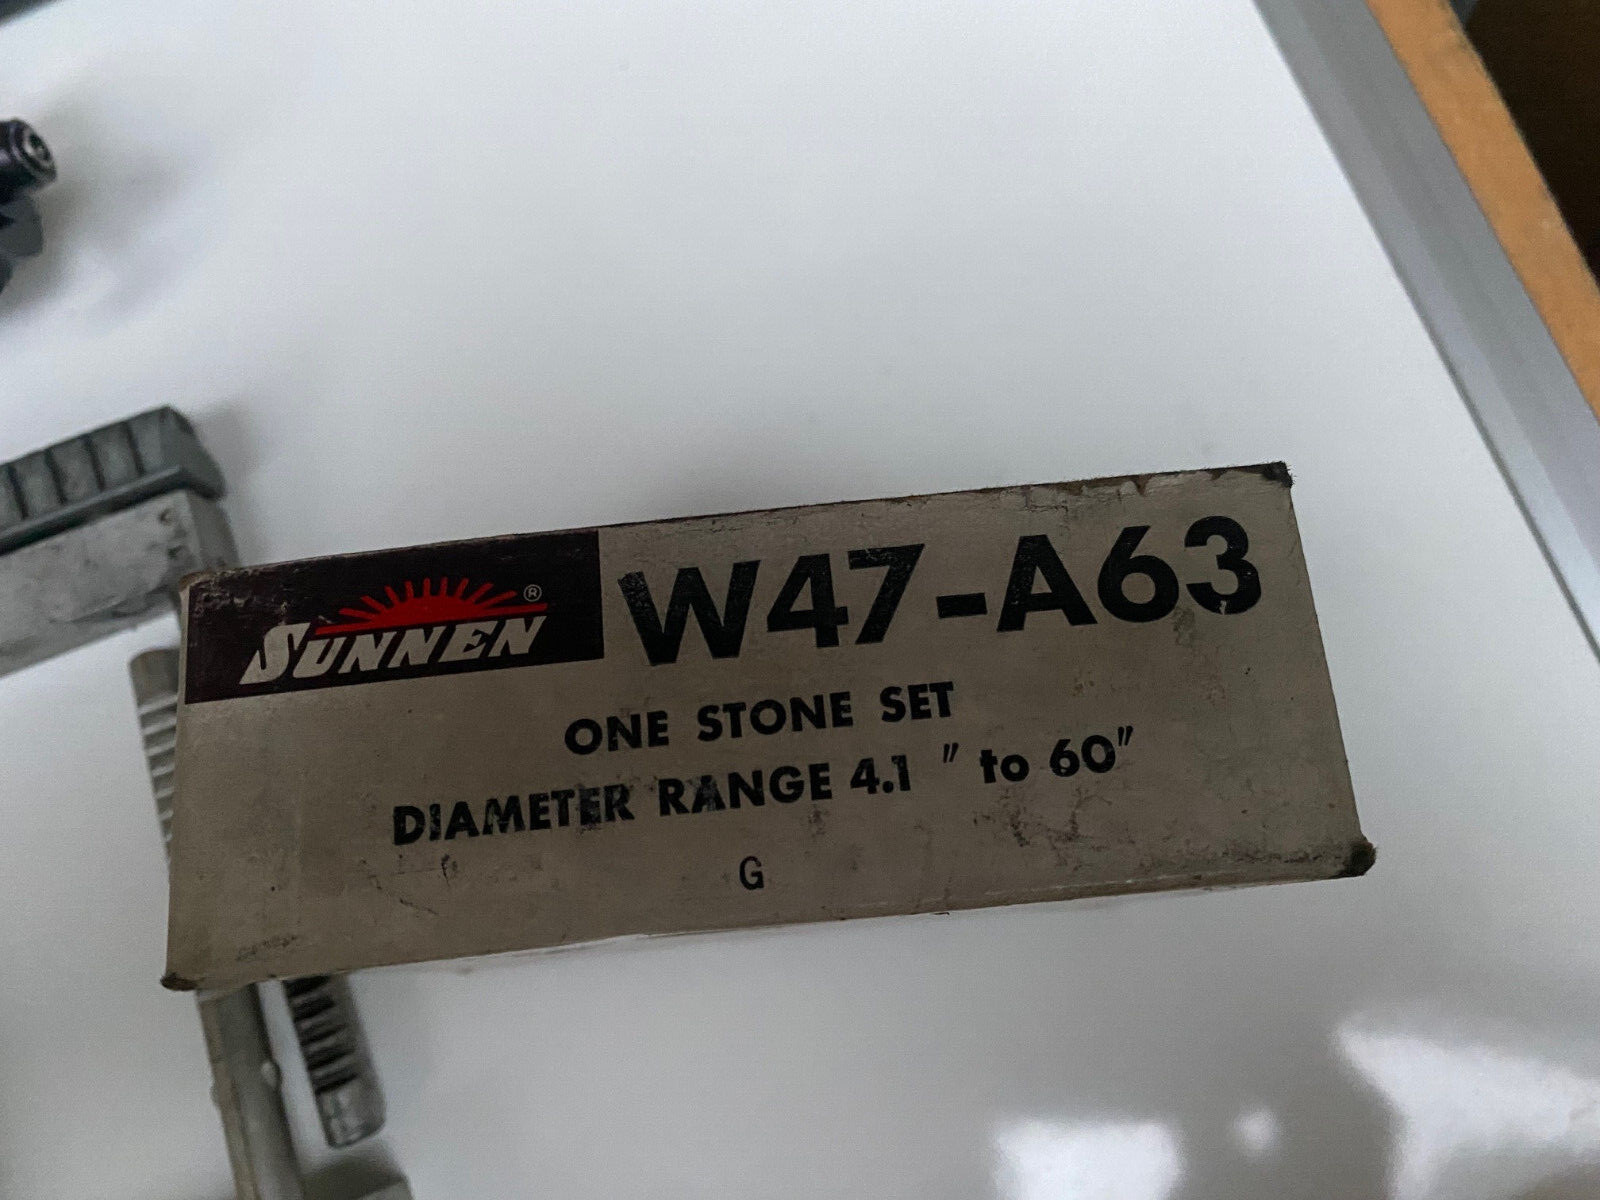 SUNNEN® W47-A63
ONE STONE SET
DIAMETER RANGE 4.1 " to 60"
G